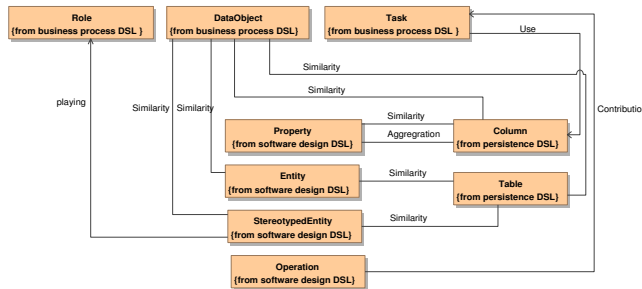 Role
{from business process DSL }
DataObject
{from business process DSL}
Task
{from business process DSL }
Use
Similarity
playing
Similarity
Similarity
Similarity
Contributio
Property
{from software design DSL}
Similarity
Aggregration
Column
{from persistence DSL}
Entity
{from software design DSL}
Similarity
Table
{from persistence DSL}
StereotypedEntity
{from software design DSL}
Similarity
Operation
{from software design DSL}